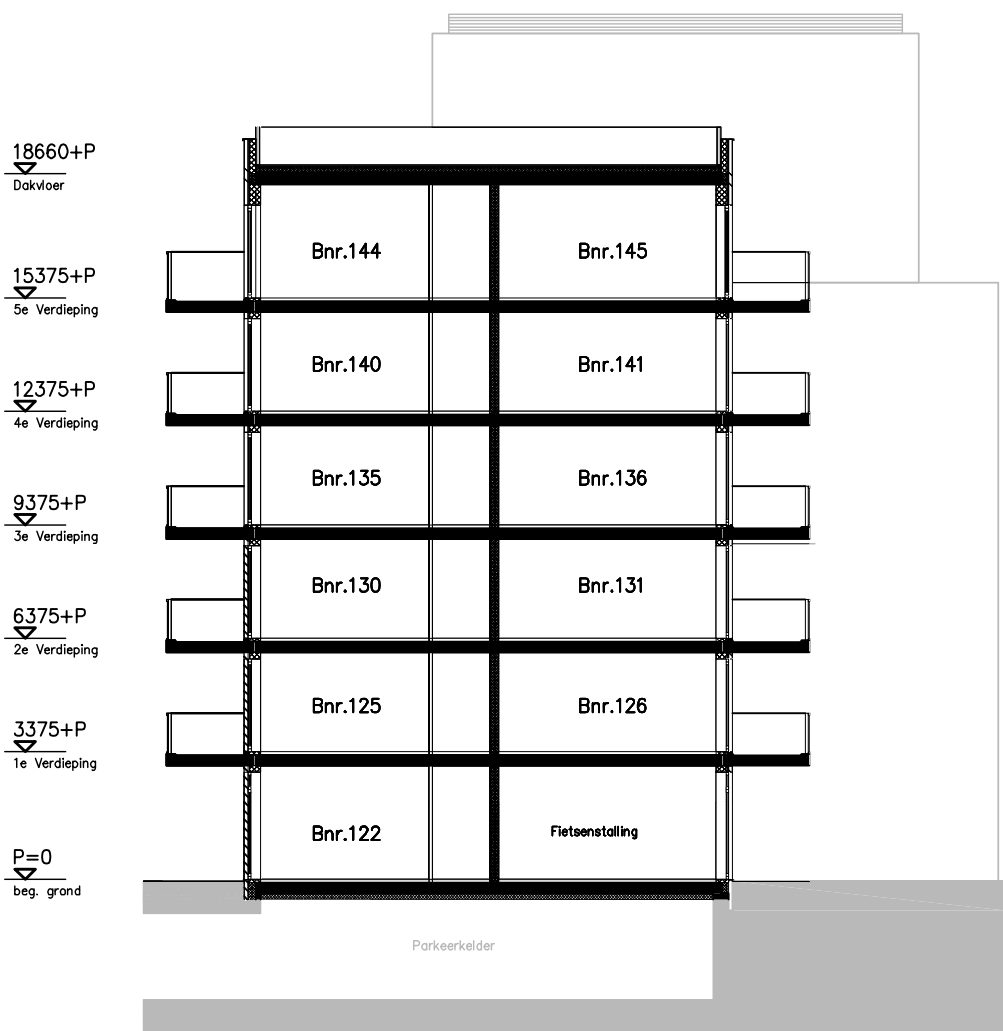 18660+P
Dakvloer
Bnr.144
Bnr.145
15375+P
5e Verdieping
Bnr.140
Bnr.141
12375+P
4e Verdieping
Bnr.135
Bnr.136
9375+P
3e Verdieping
Bnr.130
Bnr.131
6375+P
2e Verdieping
Bnr.125
Bnr.126
3375+P
1e Verdieping
Bnr.122
Fietsenstalling
P=0
beg. grond
Parkeerkelder